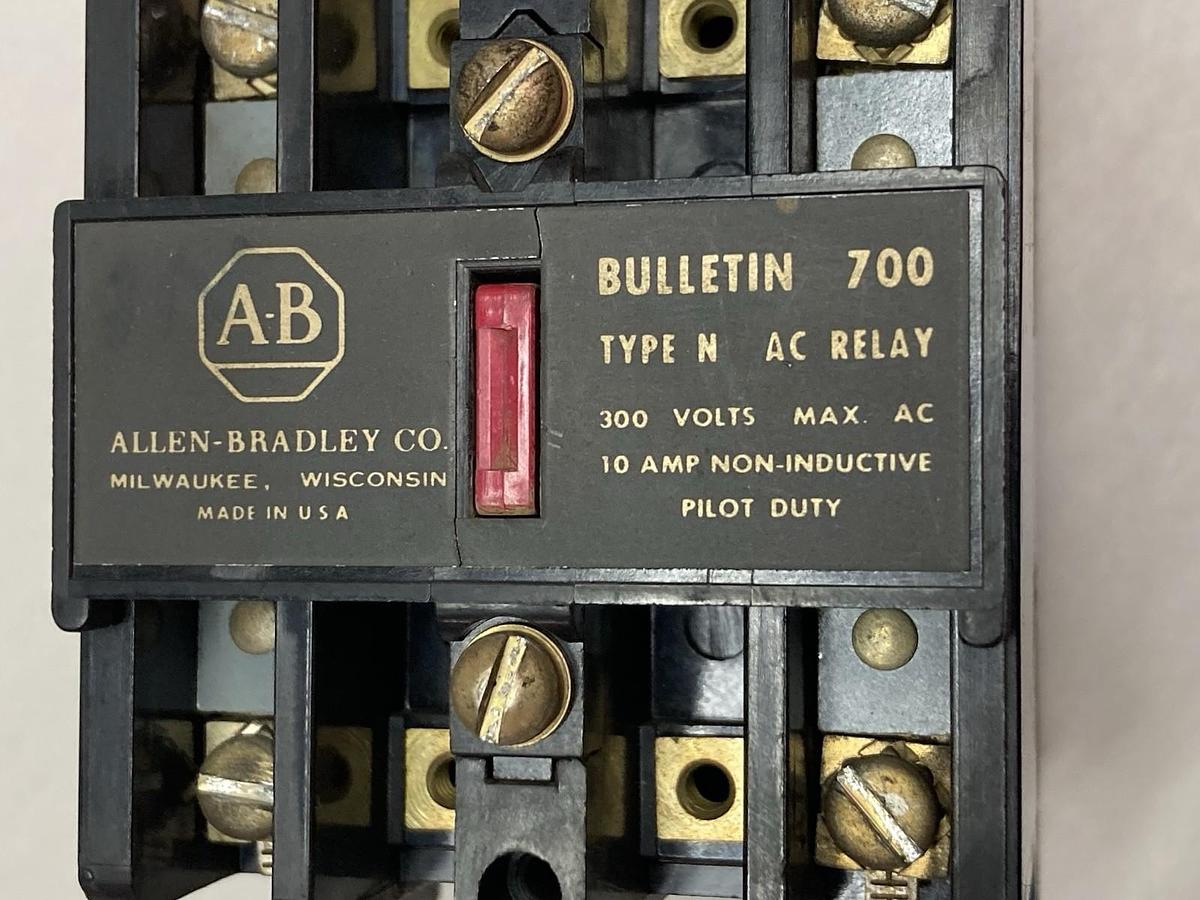 A-B
ALLEN-BRADLEY CO.
MILWAUKEE, WISCONSIN
MADE IN USA
BULLETIN 700
TYPE N AC RELAY
300 VOLTS MAX. AC
10 AMP NON-INDUCTIVE
PILOT DUTY